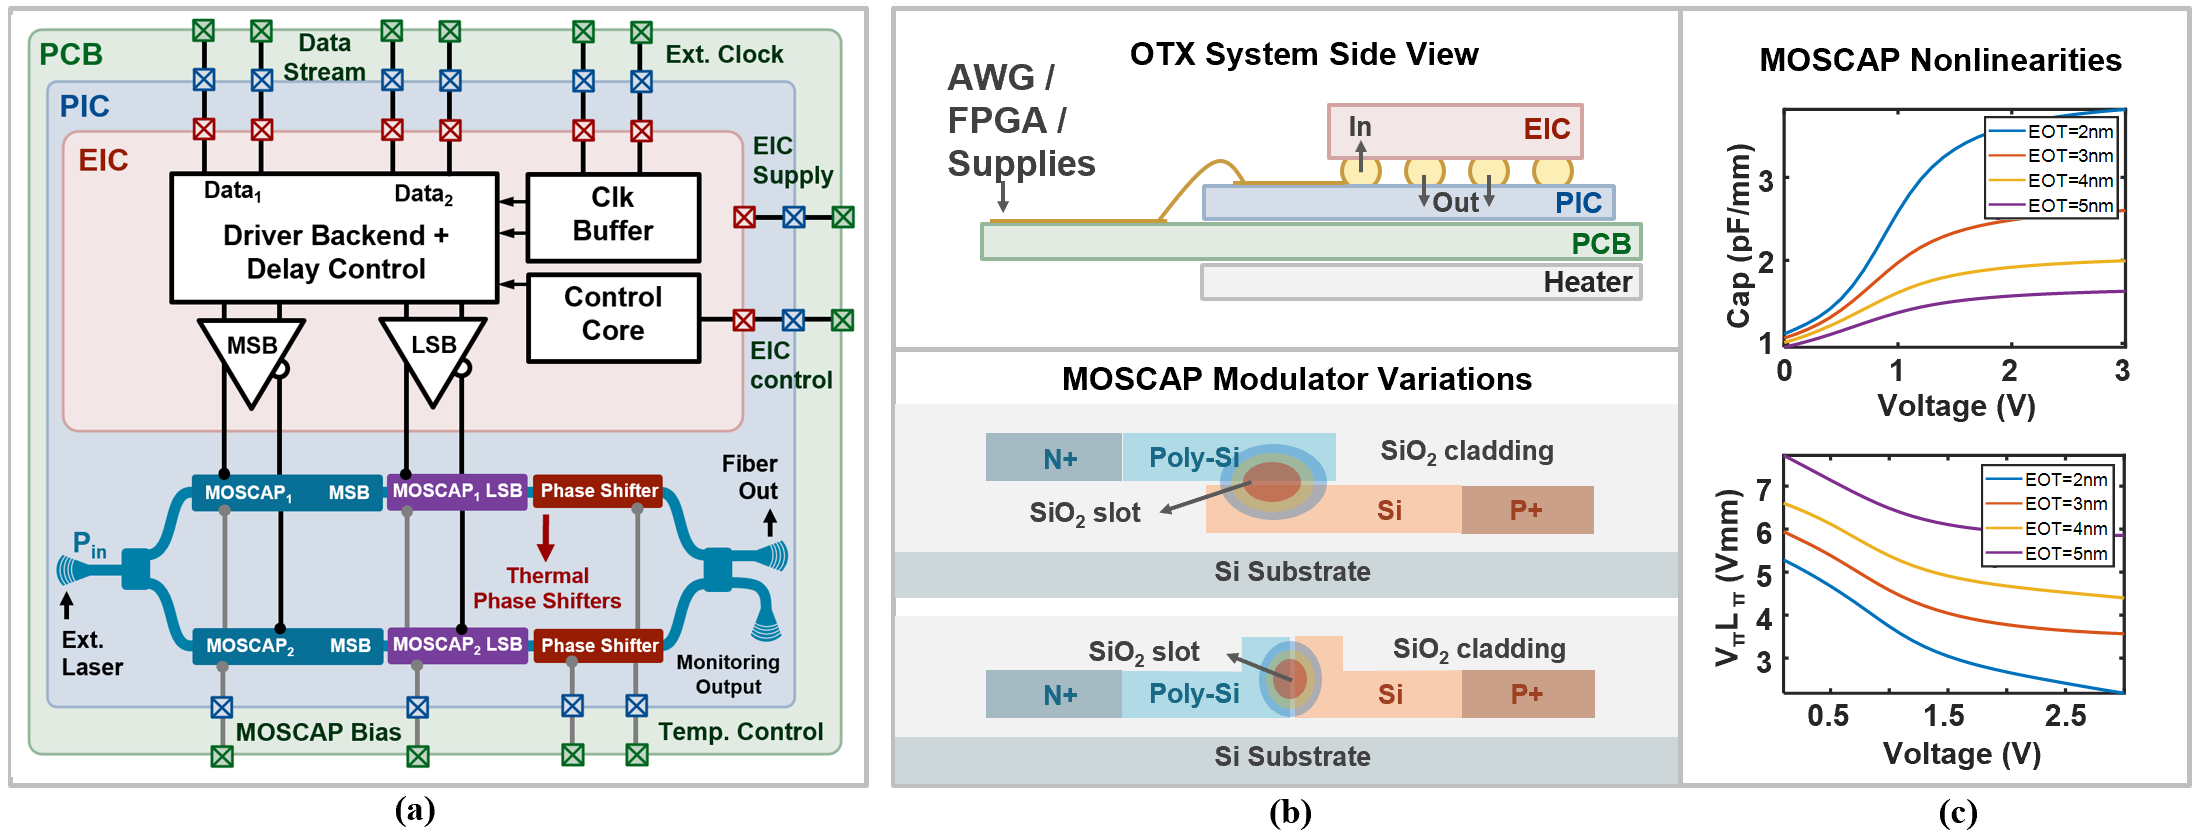 PCB
Data
Stream
Ext. Clock
PIC
EIC
EIC
Supply
Data1
Data2
Driver Backend +
Delay Control
Clk
Buffer
Control
Core
MSB
LSB
EIC
control
Fiber
Out
MOSCAP1 MSB
MOSCAP1 LSB
Phase Shifter
Pin
Thermal
Phase Shifters
Ext.
Laser
MOSCAP2 MSB
MOSCAP2 LSB
Phase Shifter
Monitoring
Output
MOSCAP Bias
Temp. Control
(a)
OTX System Side View
AWG /
FPGA /
Supplies
In
EIC
Out
PIC
PCB
Heater
MOSCAP Modulator Variations
N+
Poly-Si
SiO2 cladding
SiO2 slot
Si
P+
Si Substrate
SiO2 slot
SiO2 cladding
N+
Poly-Si
Si
P+
Si Substrate
(b)
MOSCAP Nonlinearities
EOT=2nm
EOT=3nm
EOT=4nm
EOT=5nm
Cap (pF/mm)
3
2
1
0
1
2
3
Voltage (V)
EOT=2nm
EOT=3nm
EOT=4nm
EOT=5nm
VπLπ (Vmm)
7
6
5
4
3
0.5
1.5
2.5
Voltage (V)
(c)